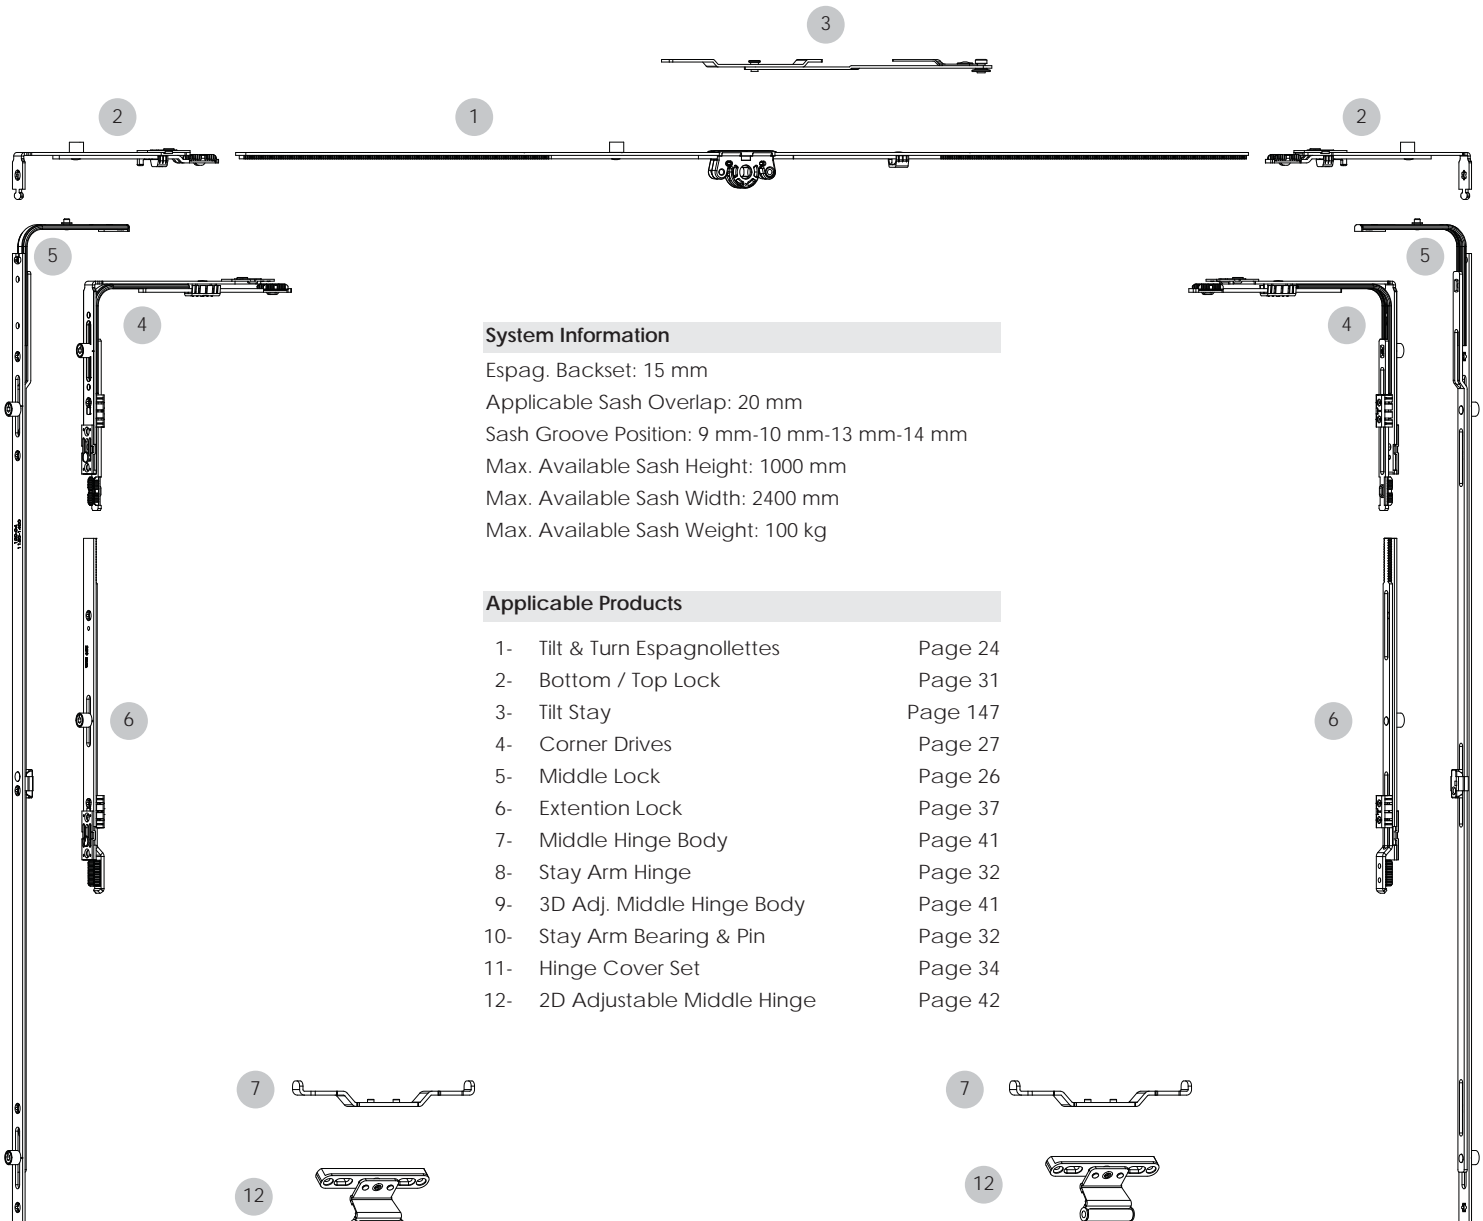 3
2
1
2
5
5
4
4
System Information
Espag. Backset: 15 mm
Applicable Sash Overlap: 20 mm
Sash Groove Position: 9 mm-10 mm-13 mm-14 mm
Max. Available Sash Height: 1000 mm
Max. Available Sash Width: 2400 mm
Max. Available Sash Weight: 100 kg
Applicable Products
1- Tilt & Turn Espagnollettes Page 24
2- Bottom / Top Lock Page 31
3- Tilt Stay Page 147
4- Corner Drives Page 27
5- Middle Lock Page 26
6- Extention Lock Page 37
7- Middle Hinge Body Page 41
8- Stay Arm Hinge Page 32
9- 3D Adj. Middle Hinge Body Page 41
10- Stay Arm Bearing & Pin Page 32
11- Hinge Cover Set Page 34
12- 2D Adjustable Middle Hinge Page 42
6
6
7
7
12
12